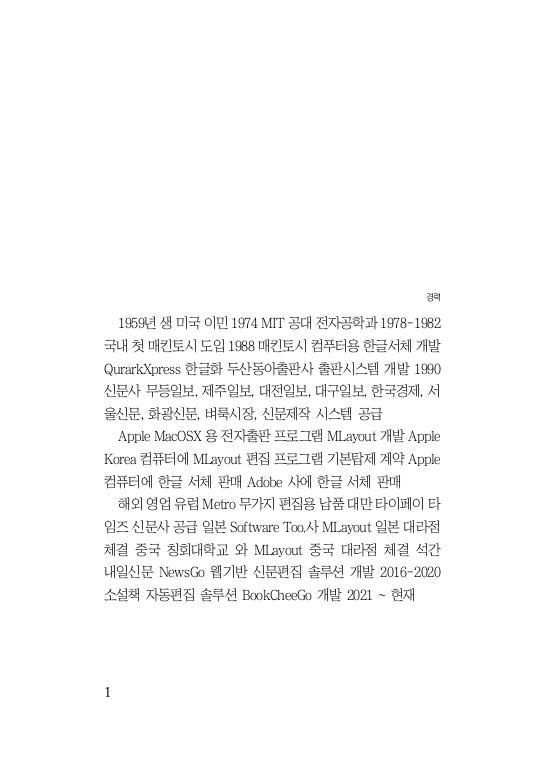 경력
1959년 생 미국 이민 1974 MIT 공대 전자공학과 1978-1982
국내 첫 매킨토시 도입 1988 매킨토시 컴푸터용 한글서체 개발
QurarkXpress 한글화 두산동아출판사 출판시스템 개발 1990
신문사 무등일보, 제주일보, 대전일보, 대구일보, 한국경제, 서
울신문, 화광신문, 벼룩시장, 신문제작 시스템 공급
Apple MacOSX 용 전자출판 프로그램 MLayout 개발 Apple
Korea 컴퓨터에 MLayout 편집 프로그램 기본탑제 계약 Apple
컴퓨터에 한글 서체 판매 Adobe 사에 한글 서체 판매
해외 영업 유럽 Metro 무가지 편집용 납품 대만 타이페이 타
임즈 신문사 공급 일본 Software Too.사 MLayout 일본 대라점
체결 중국 칭회대학교 와 MLayout 중국 대라점 체결 석간
내일신문 NewsGo 웹기반 신문편집 솔루션 개발 2016-2020
소설책 자동편집 솔루션 BookCheeGo 개발 2021 ~ 현재
1